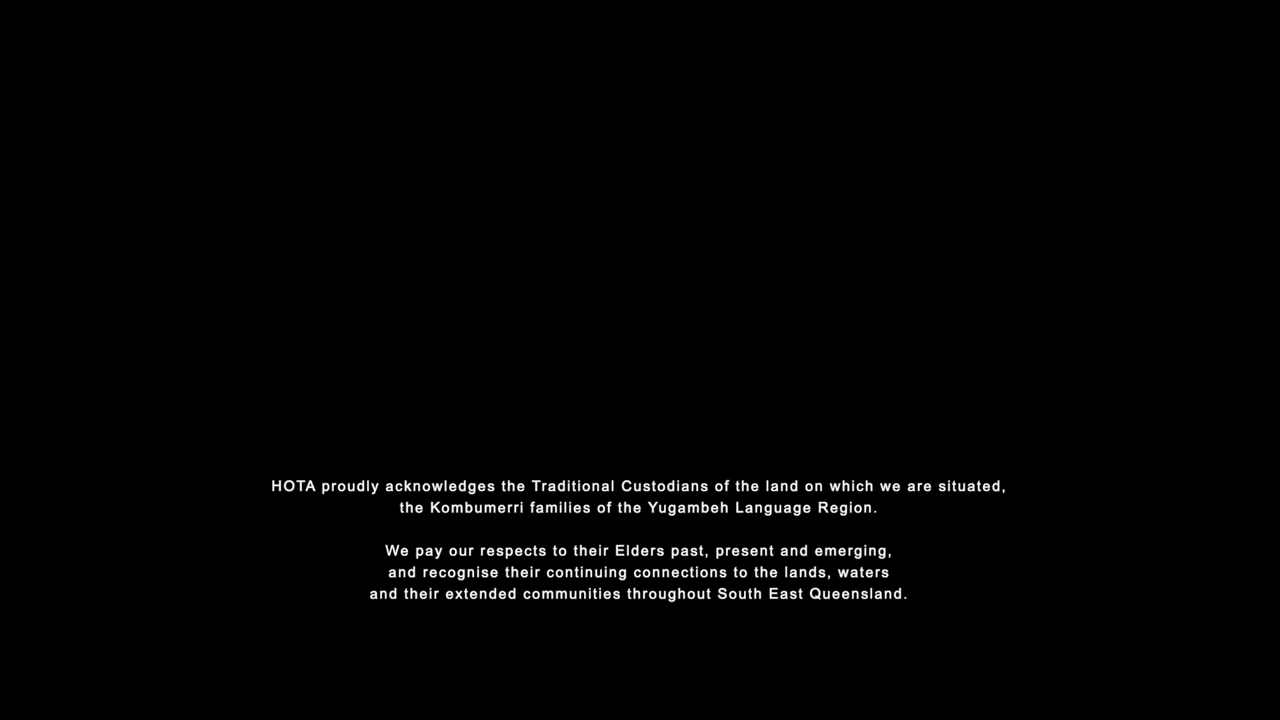 HOTA proudly acknowledges the Traditional Custodians of the land on which we are situated,
the Kombumerri families of the Yugambeh Language Region.
We pay our respects to their Elders past, present and emerging,
and recognise their continuing connections to the lands, waters
and their extended communities throughout South East Queensland.